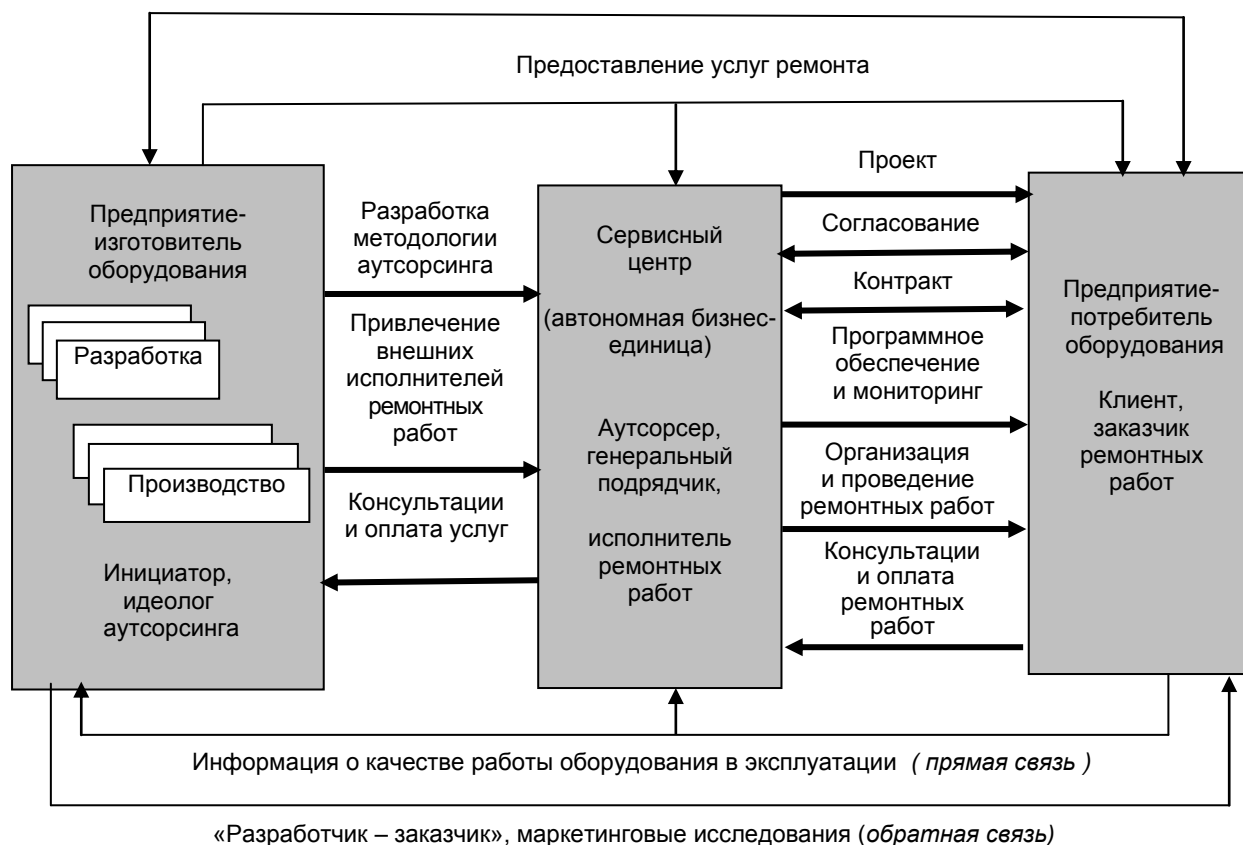 Предоставление услуг ремонта
Предприятие-
изготовитель
оборудования
Разработка
Производство
Инициатор,
идеолог
аутсорсинга
Разработка
методологии
аутсорсинга
Привлечение
внешних
исполнителей
ремонтных
работ
Консультации
и оплата услуг
Сервисный
центр
(автономная бизнес-
единица)
Аутсорсер,
генеральный
подрядчик,
исполнитель
ремонтных
работ
Проект
Согласование
Контракт
Программное
обеспечение
и мониторинг
Организация
и проведение
ремонтных работ
Консультации
и оплата
ремонтных
работ
Предприятие-
потребитель
оборудования
Клиент,
заказчик
ремонтных
работ
Информация о качестве работы оборудования в эксплуатации ( прямая связь )
«Разработчик – заказчик», маркетинговые исследования (обратная связь)